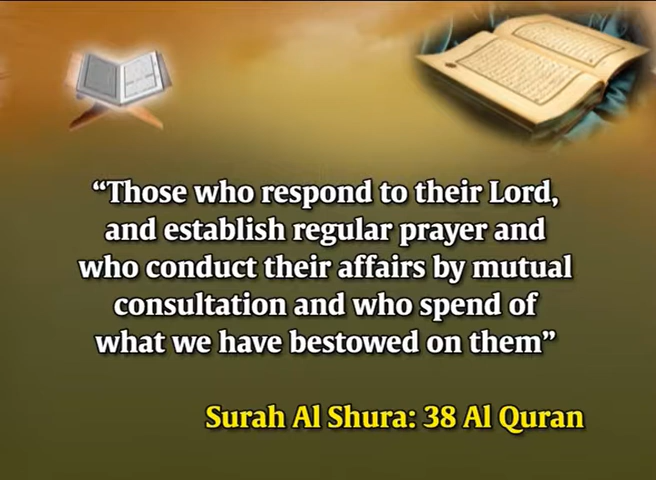 “Those who respond to their Lord,
and establish regular prayer and
who conduct their affairs by mutual
consultation and who spend of
what we have bestowed on them”
Surah Al Shura: 38 Al Quran